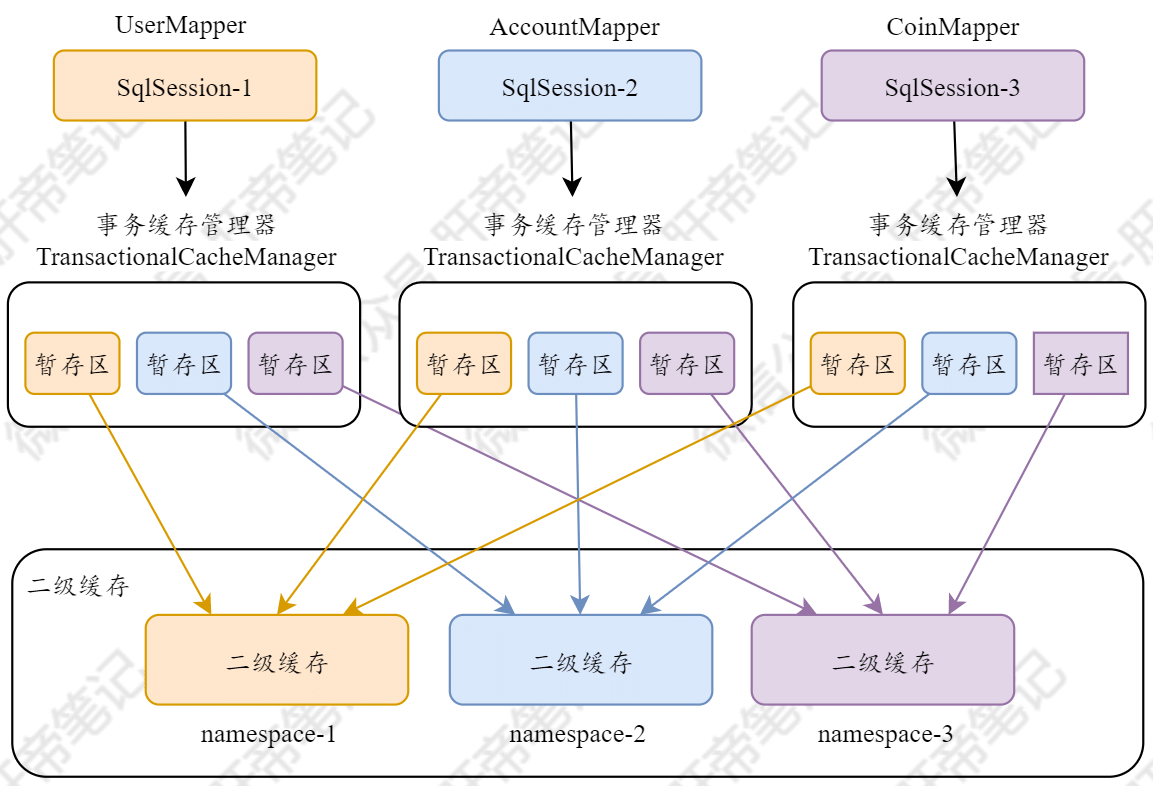 UserMapper
AccountMapper
CoinMapper
SqlSession-1
SqlSession-2
SqlSession-3
事务缓存管理器
TransactionalCacheManager
事务缓存管理器
TransactionalCacheManager
事务缓存管理器
TransactionalCacheManager
暂存区
暂存区
暂存区
暂存区
暂存区
暂存区
暂存区
暂存区
暂存区
二级缓存
二级缓存
二级缓存
二级缓存
namespace-1
namespace-2
namespace-3